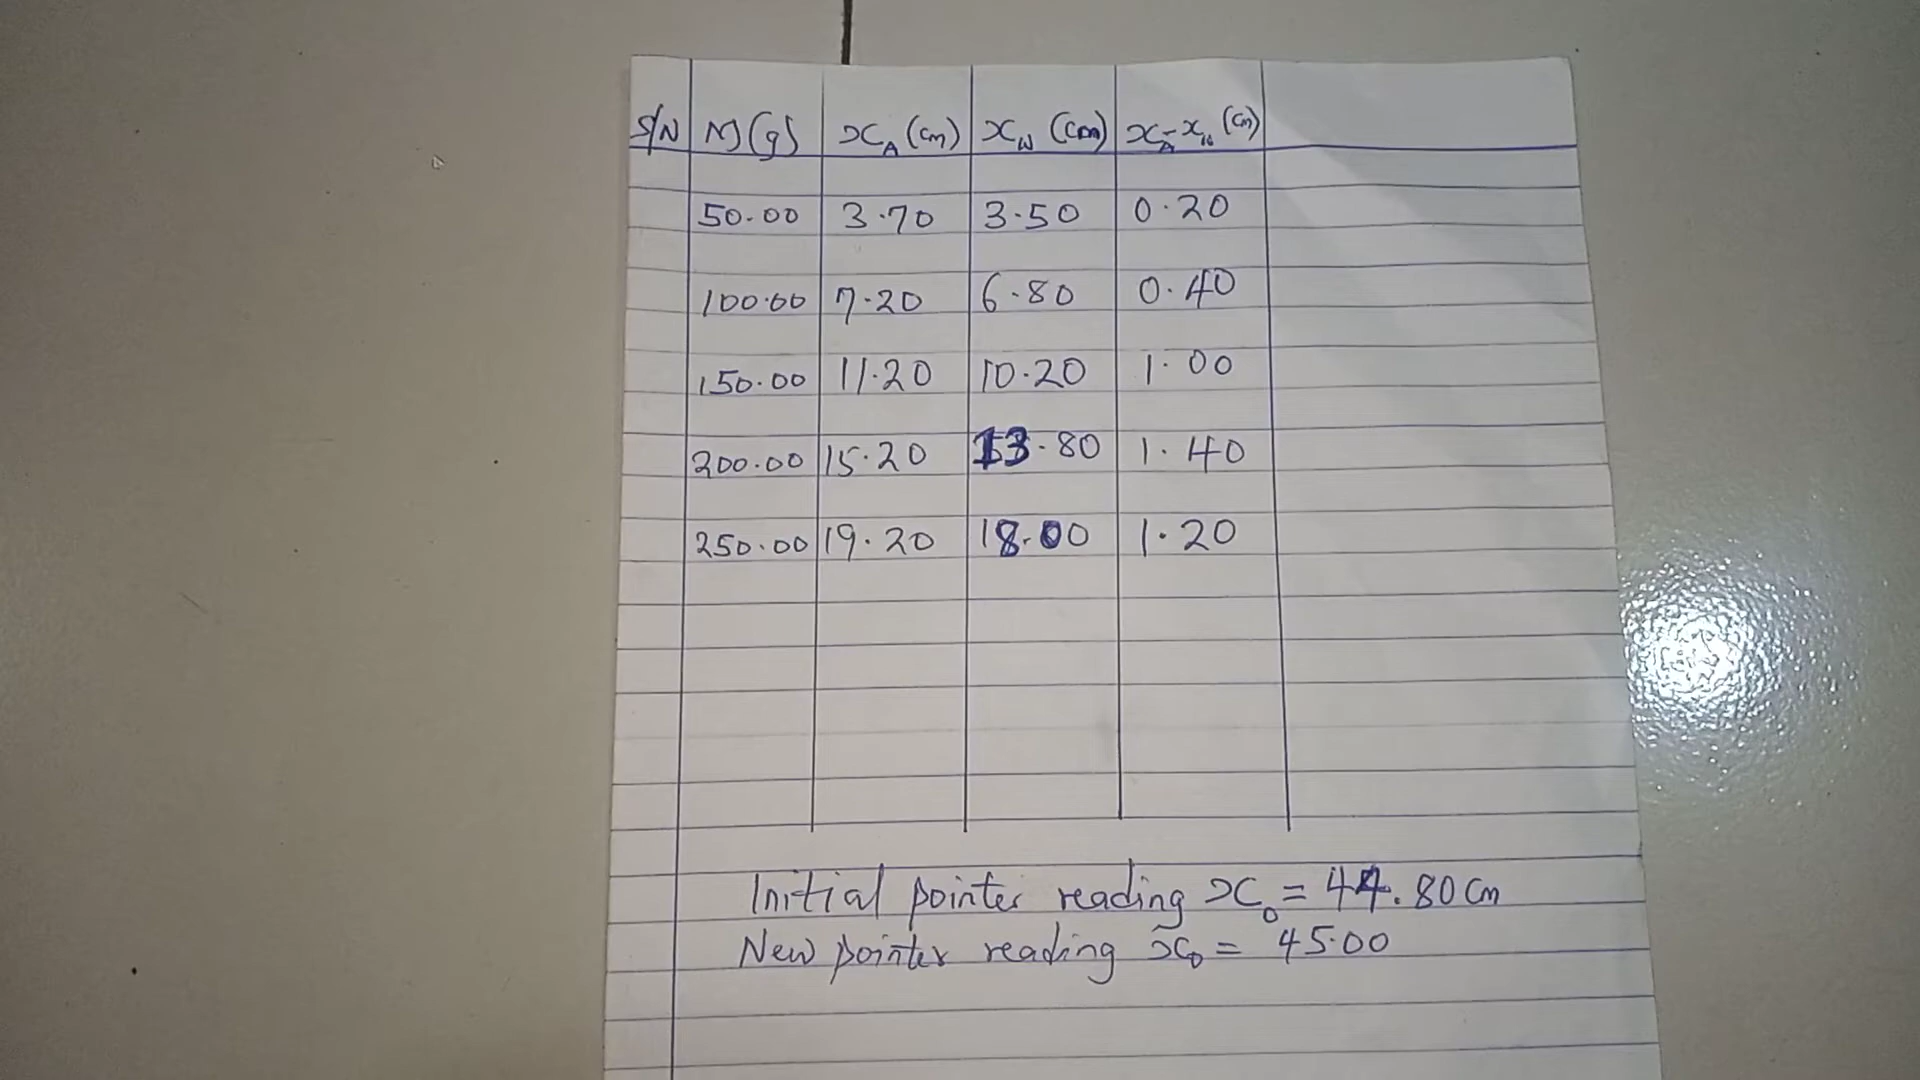 S/N M(g) xA (cm) xW (cm) xA-xW (cm)
50.00 3.70 3.50 0.20
100.00 7.20 6.80 0.40
150.00 11.20 10.20 1.00
200.00 15.20 13.80 1.40
250.00 19.20 18.00 1.20
Initial pointer reading x0 = 44.80 cm
New pointer reading x0 = 45.00